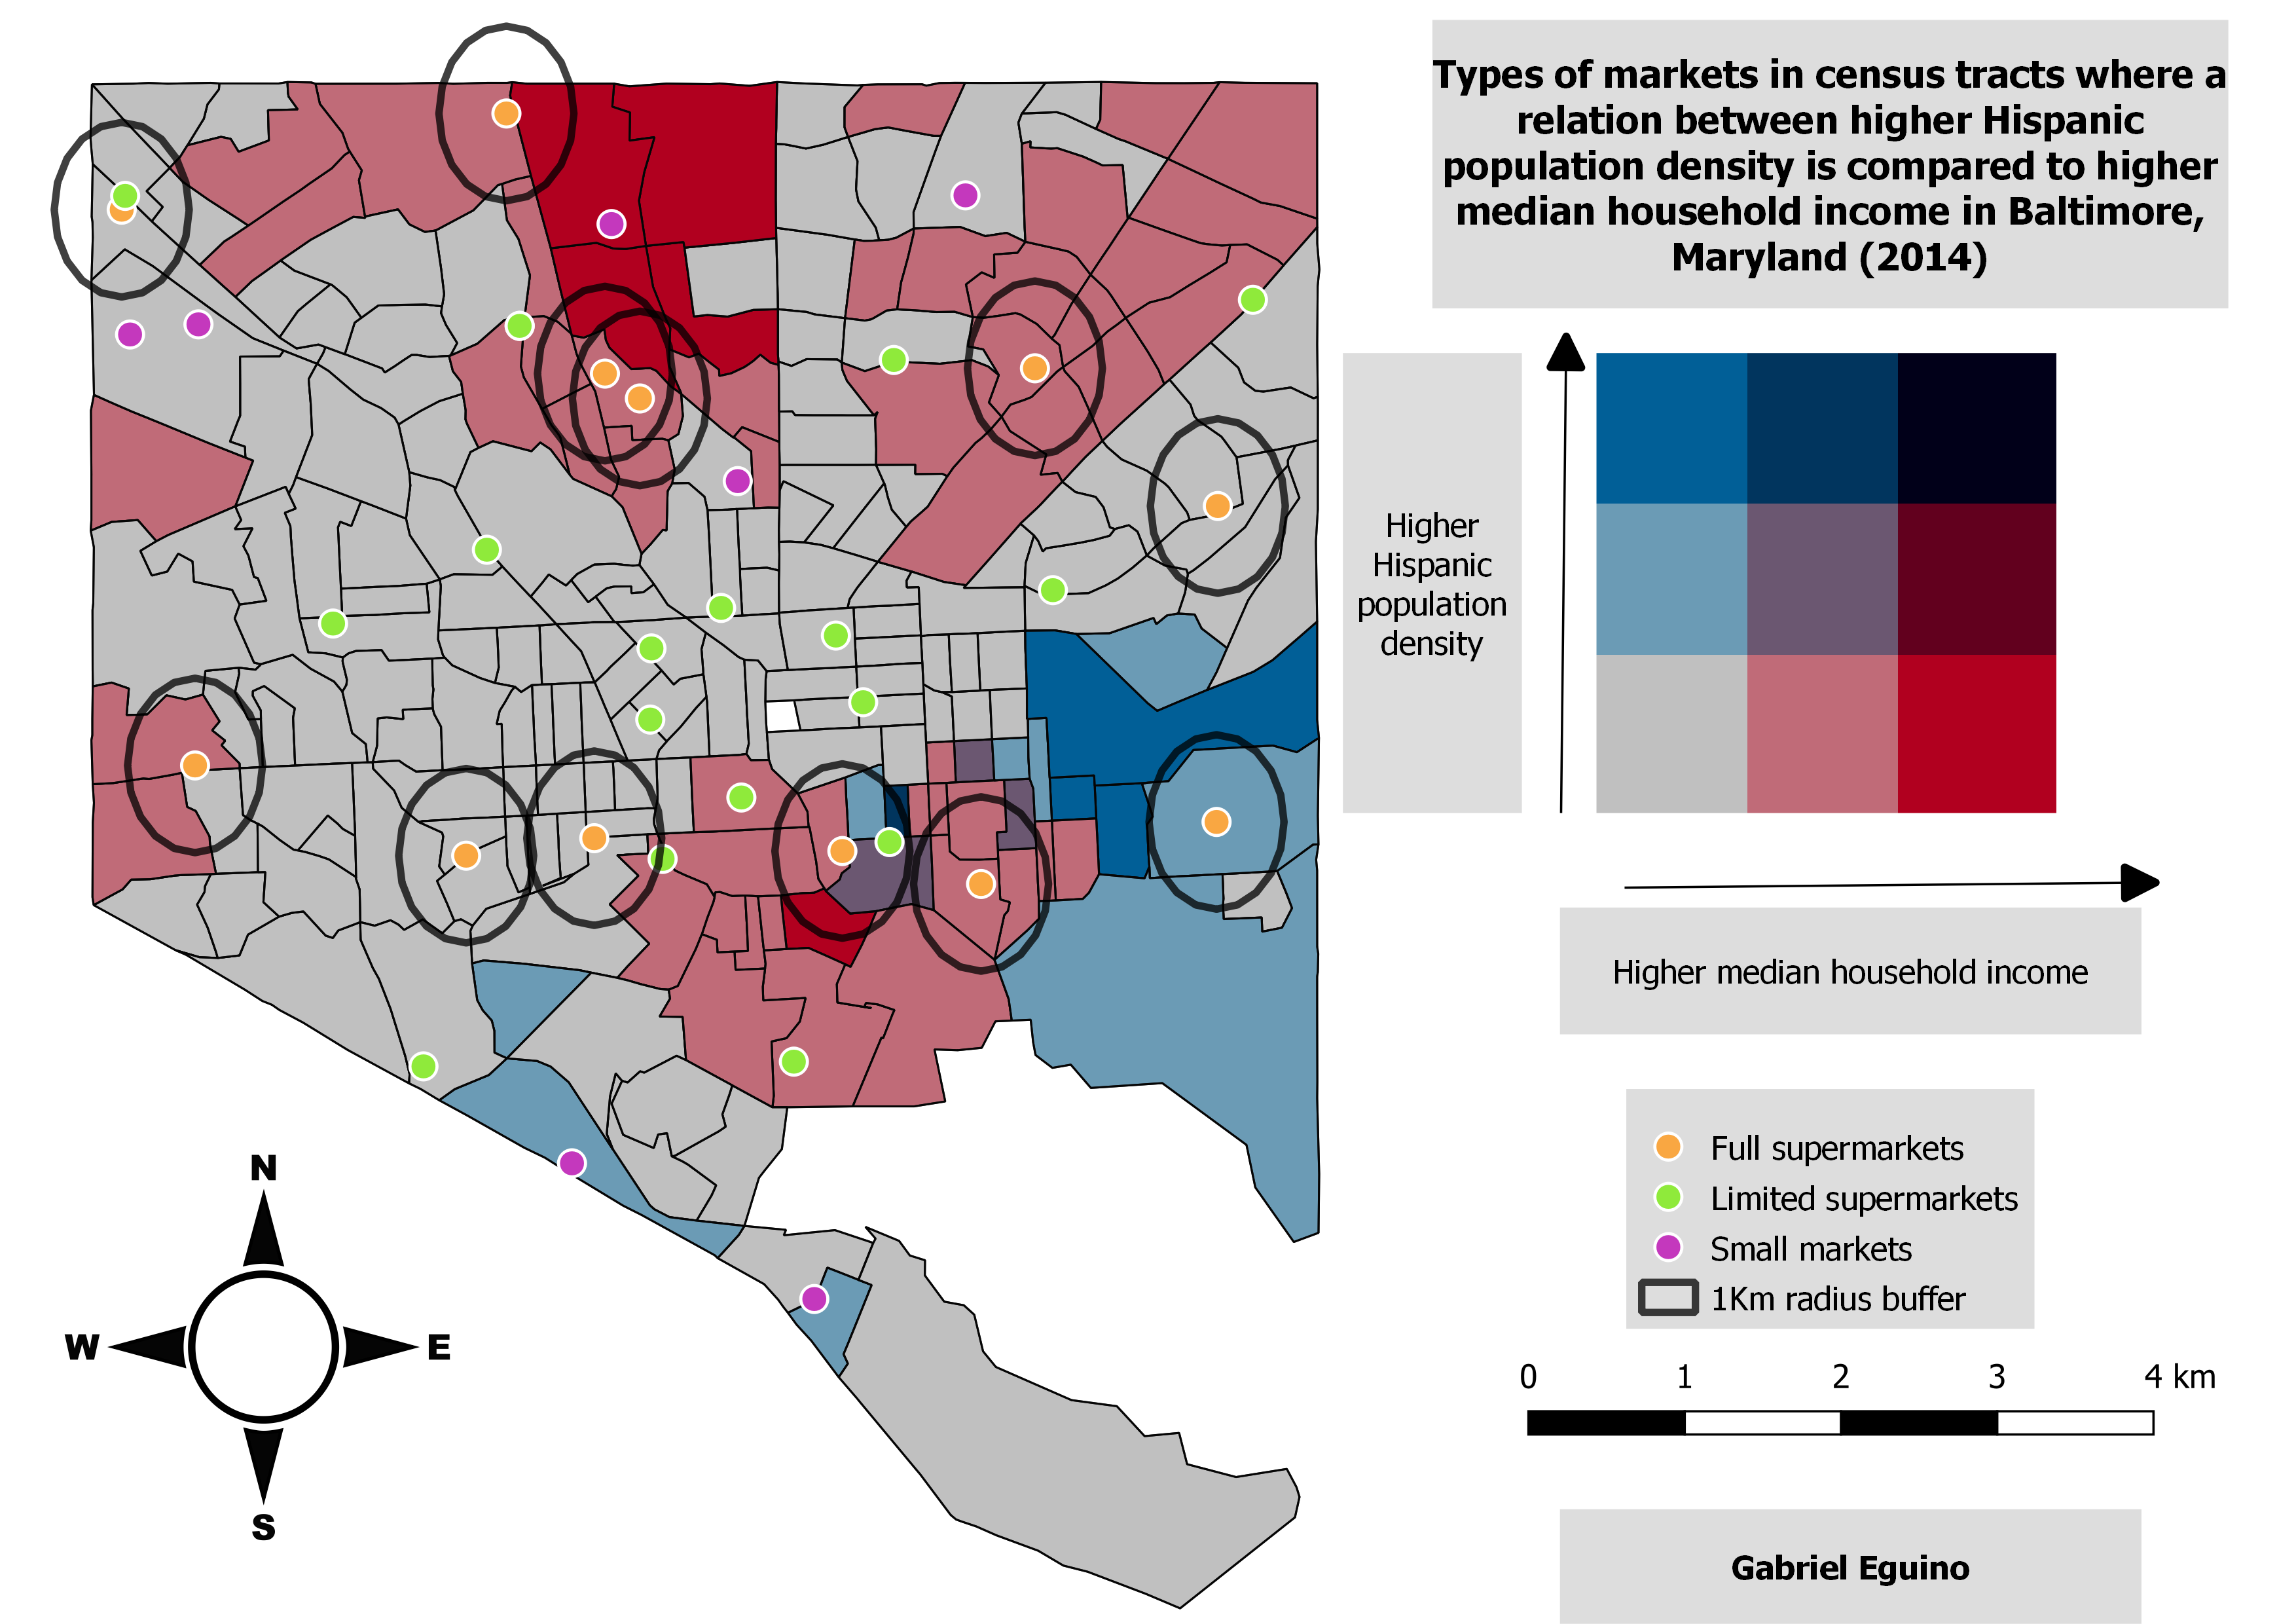 Types of markets in census tracts where a
relation between higher Hispanic
population density is compared to higher
median household income in Baltimore,
Maryland (2014)
Higher
Hispanic
population
density
Higher median household income
Full supermarkets
Limited supermarkets
Small markets
1Km radius buffer
0 1 2 3 4 km
Gabriel Eguino
N
W E
S